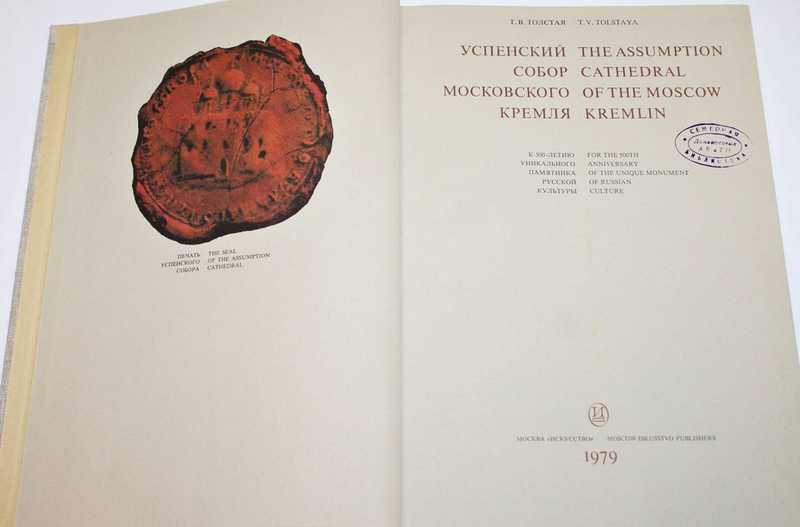 ПЕЧАТЬ THE SEAL
УСПЕНСКОГО OF THE ASSUMPTION
СОБОРА CATHEDRAL
Т. В. ТОЛСТАЯ T. V. TOLSTAYA
УСПЕНСКИЙ THE ASSUMPTION
СОБОР CATHEDRAL
МОСКОВСКОГО OF THE MOSCOW
КРЕМЛЯ KREMLIN
СЕМЕЙНАЯ
БИБЛИОТЕКА
К 500-ЛЕТИЮ FOR THE 500TH
УНИКАЛЬНОГО ANNIVERSARY
ПАМЯТНИКА OF THE UNIQUE MONUMENT
РУССКОЙ OF RUSSIAN
КУЛЬТУРЫ CULTURE
И
МОСКВА «ИСКУССТВО» MOSCOW ISKUSSTVO PUBLISHERS
1979